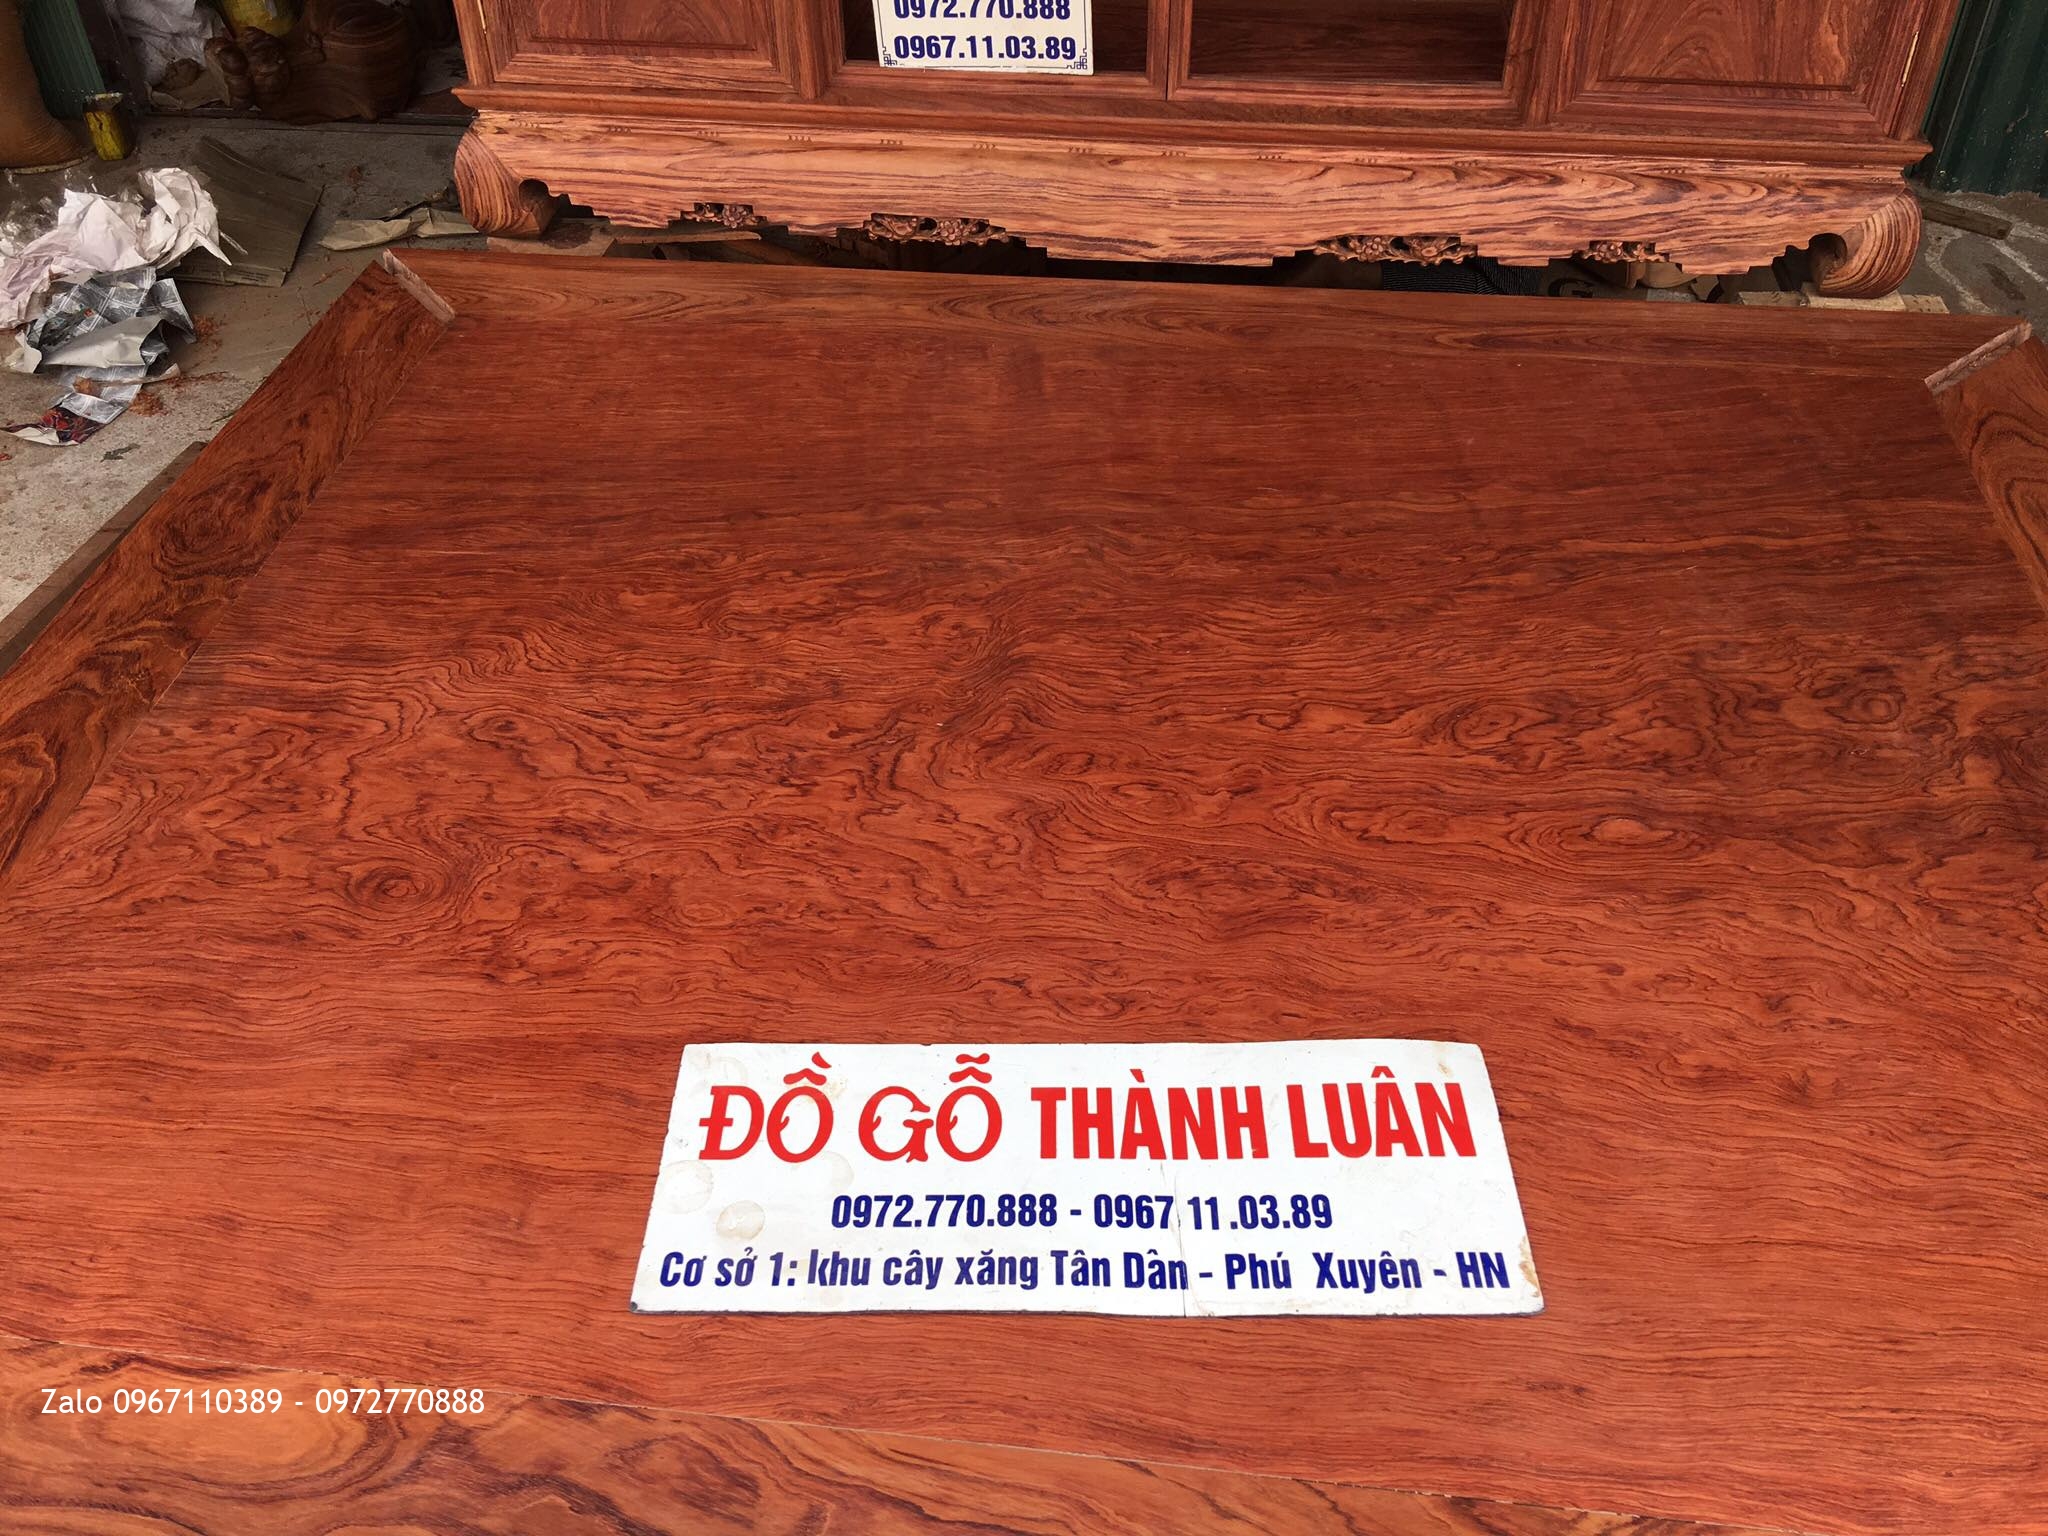 0972.770.888
0967.11.03.89
ĐỒ GỖ THÀNH LUÂN
0972.770.888 - 0967.11.03.89
Cơ sở 1: khu cây xăng Tân Dân - Phú Xuyên - HN
Zalo 0967110389 - 0972770888